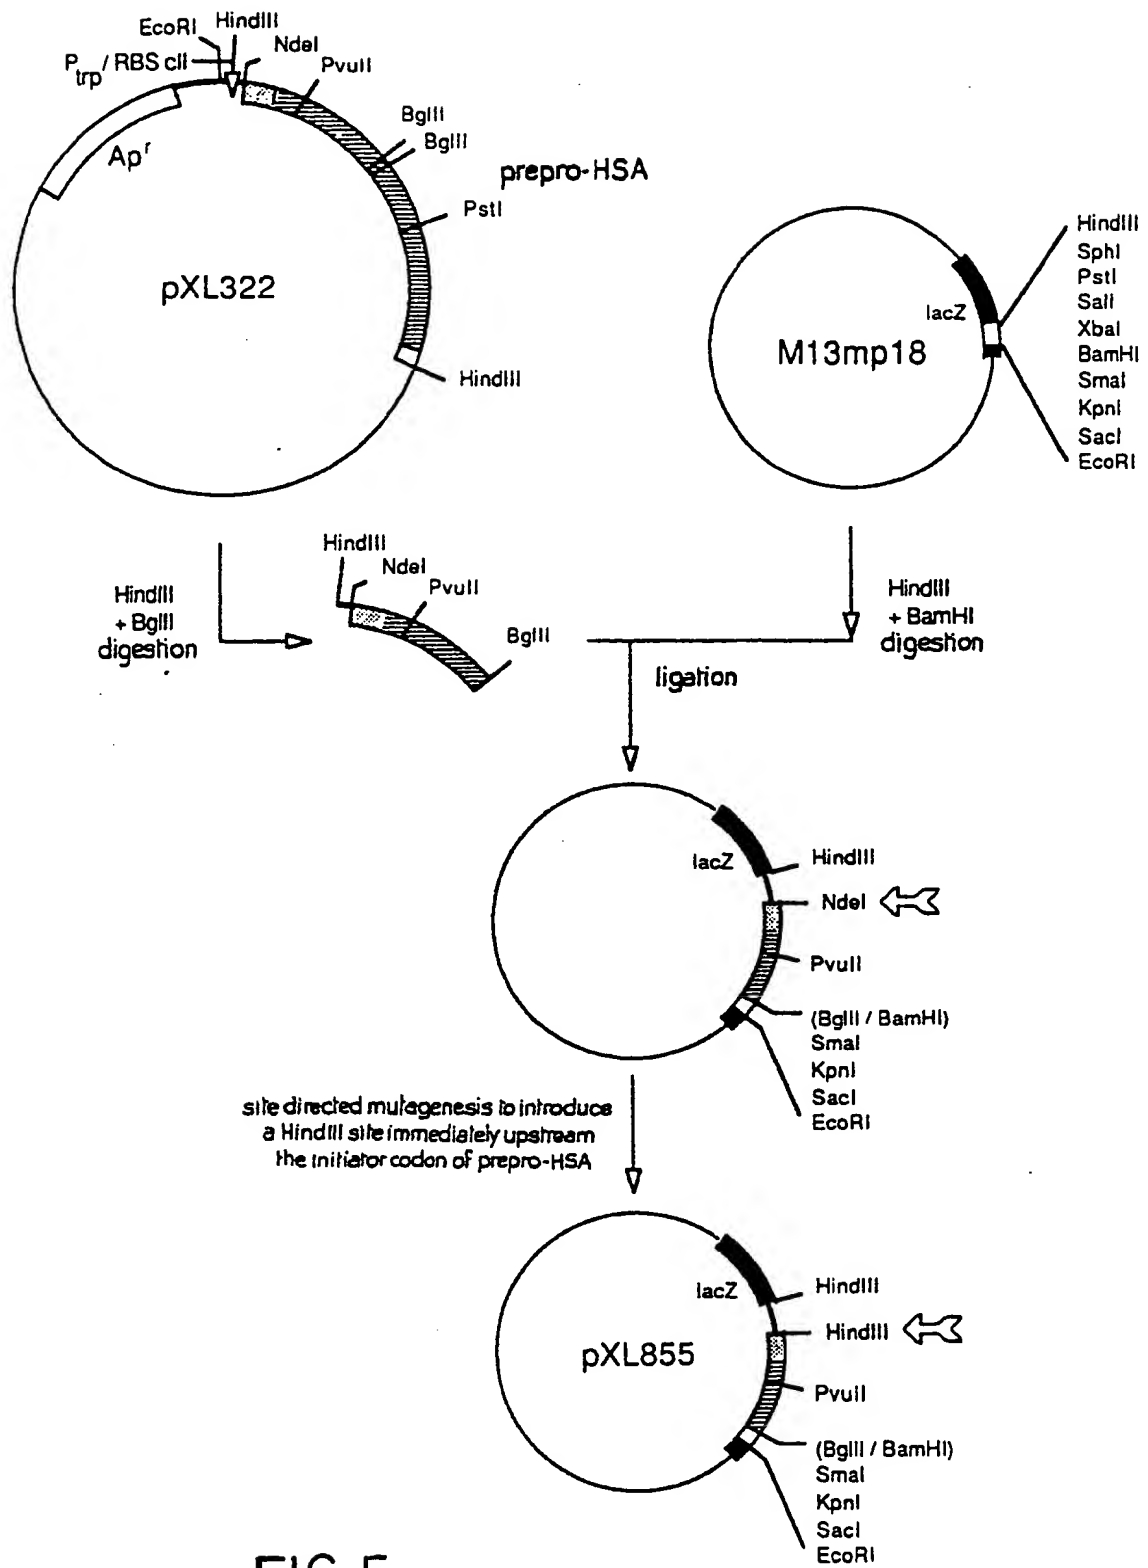 EcoRI
HindIII
NdeI
Ptrp / RBS cII
PvuII
BglII
BglII
Apr
prepro-HSA
PstI
pXL322
HindIII
HindIII
SphI
PstI
SalI
XbaI
BamHI
SmaI
KpnI
SacI
EcoRI
lacZ
M13mp18
HindIII
+ BglII
digestion
HindIII
NdeI
PvuII
BglII
HindIII
+ BamHI
digestion
ligation
lacZ
HindIII
NdeI
PvuII
(BglII / BamHI)
SmaI
KpnI
SacI
EcoRI
site directed mutagenesis to introduce
a HindIII site immediately upstream
the initiator codon of prepro-HSA
lacZ
HindIII
HindIII
pXL855
PvuII
(BglII / BamHI)
SmaI
KpnI
SacI
EcoRI
FIG. 5